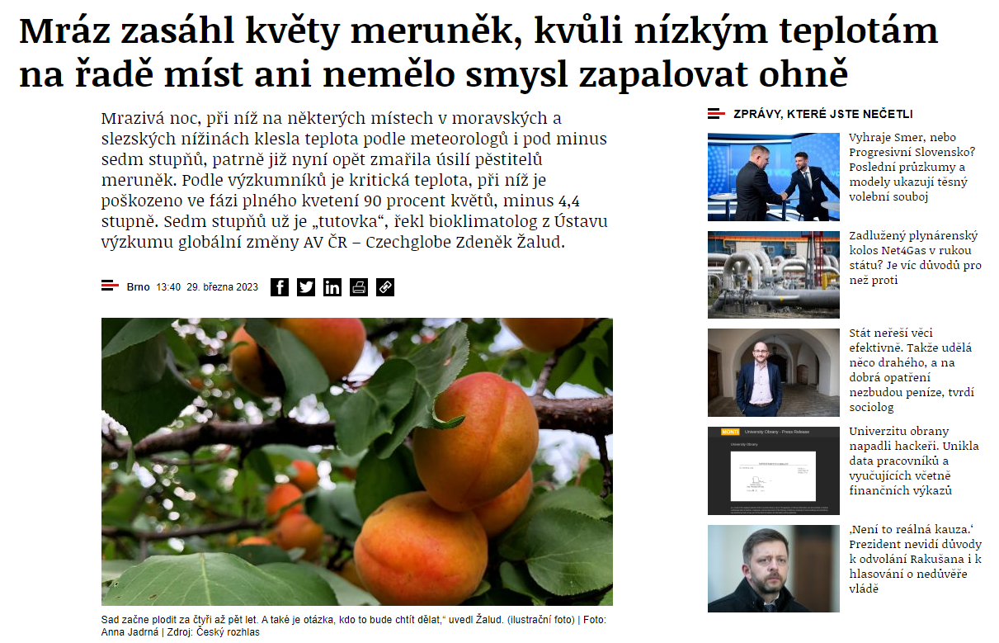 Mráz zasáhl květy meruněk, kvůli nízkým teplotám
na řadě míst ani nemělo smysl zapalovat ohně
Mrazivá noc, při níž na některých místech v moravských a
slezských nížinách klesla teplota podle meteorologů i pod minus
sedm stupňů, patrně již nyní opět zmařila úsilí pěstitelů
meruněk. Podle výzkumníků je kritická teplota, při níž je
poškozeno ve fázi plného kvetení 90 procent květů, minus 4,4
stupně. Sedm stupňů už je „tutovka“, řekl bioklimatolog z Ústavu
výzkumu globální změny AV ČR – Czechglobe Zdeněk Žalud.
Brno 13:40 29. března 2023
Sad začne plodit za čtyři až pět let. A také je otázka, kdo to bude chtít dělat,“ uvedl Žalud. (ilustrační foto) | Foto:
Anna Jadrná | Zdroj: Český rozhlas
ZPRÁVY, KTERÉ JSTE NEČETLI
Vyhraje Smer, nebo
Progresivní Slovensko?
Poslední průzkumy a
modely ukazují těsný
volební souboj
Zadlužený plynárenský
kolos Net4Gas v rukou
státu? Je víc důvodů pro
než proti
Stát neřeší věci
efektivně. Takže udělá
něco drahého, a na
dobrá opatření
nezbudou peníze, tvrdí
sociolog
MONTI University Obrany - Press Release
University Obrany
Univerzitu obrany
napadli hackeři. Unikla
data pracovníků a
vyučujících včetně
finančních výkazů
‚Není to reálná kauza.‘
Prezident nevidí důvody
k odvolání Rakušana i k
hlasování o nedůvěře
vládě